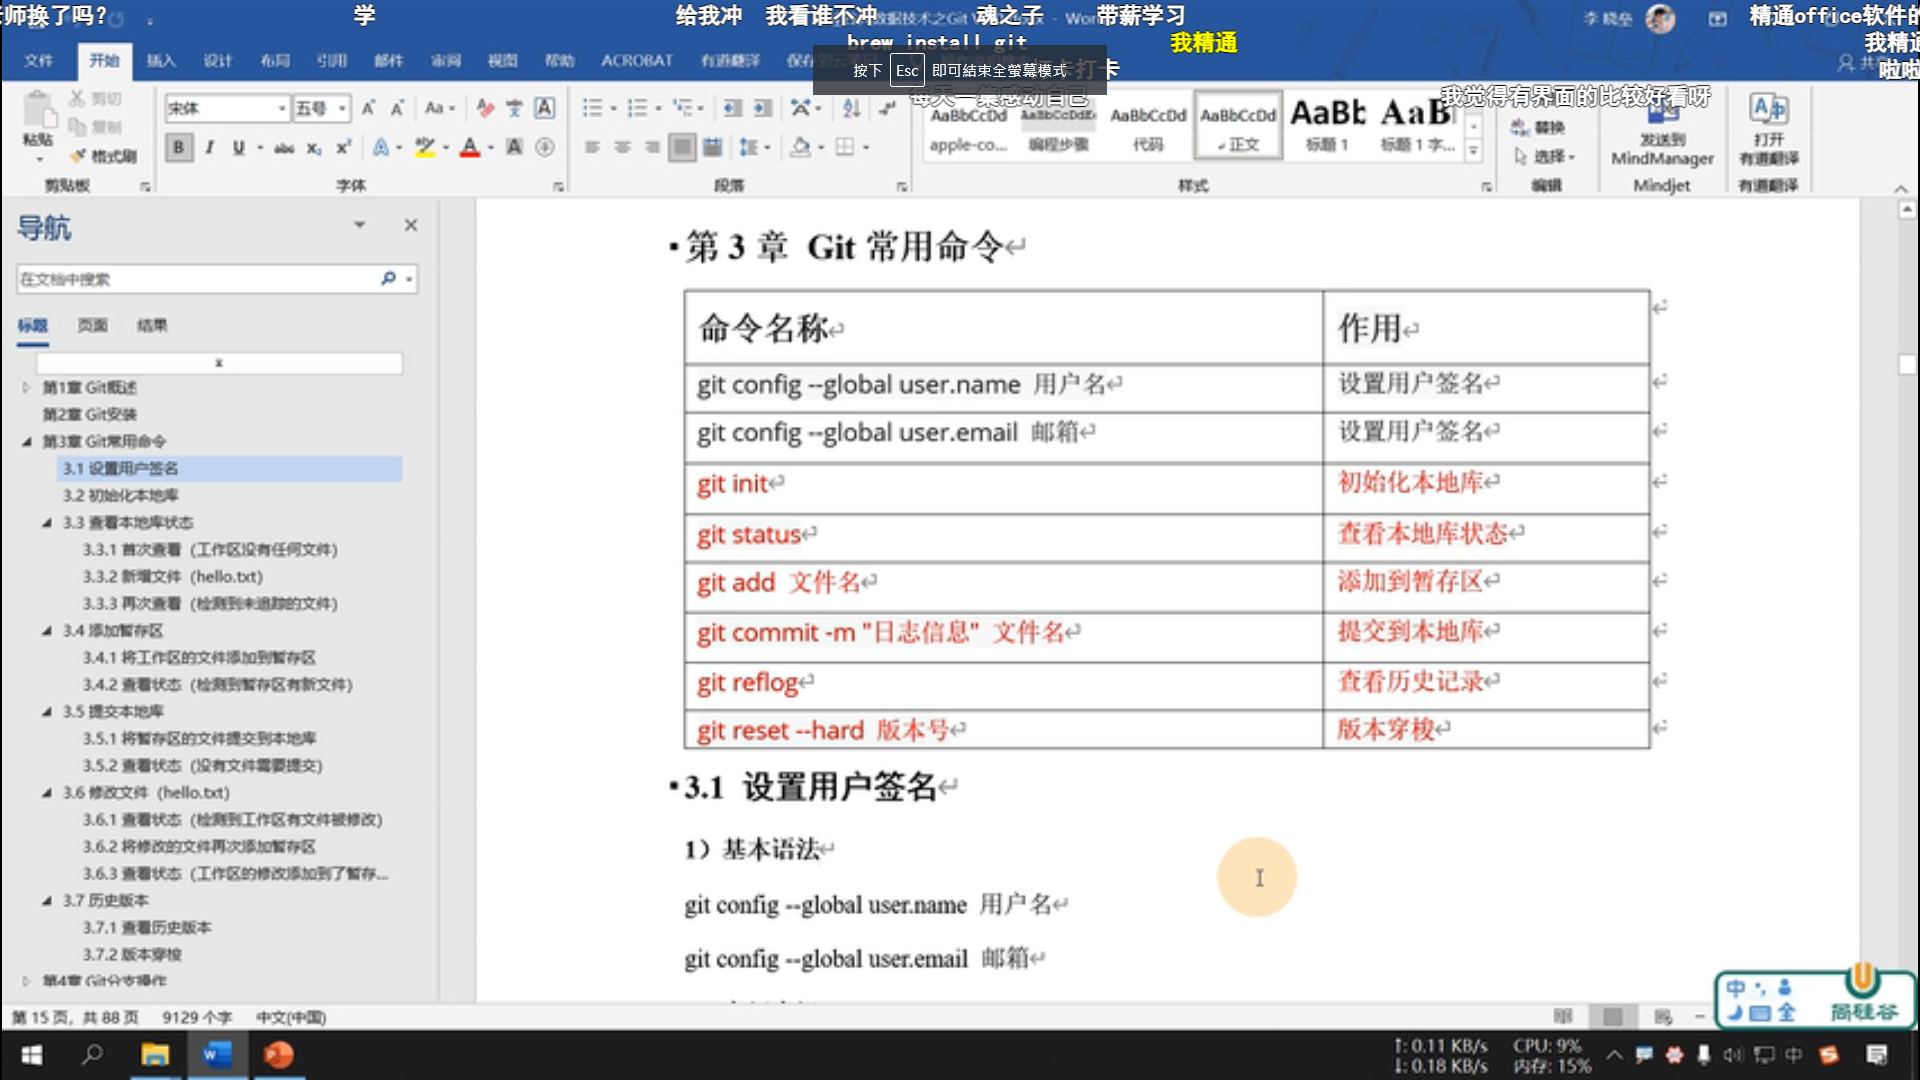 师换了吗？
学
给我冲
我看谁不冲
魂之子
带薪学习
精通office软件的
brew install git
我精通
我精通
啦啦
按下 Esc 即可結束全螢幕模式
卡打卡
每天一集感动自己
我觉得有界面的比较好看呀
文件 开始 插入 设计 布局 引用 邮件 审阅 视图 帮助 ACROBAT 有道翻译
剪切
复制
格式刷
粘贴
剪贴板
宋体 五号
字体
段落
AaBbCcDd AaBbCcDdE AaBbCcDd AaBbCcDd AaBb AaB
apple-co... 编程步骤 代码 正文 标题 1 标题 1 字...
样式
替换
选择
编辑
发送到
MindManager
Mindjet
打开
有道翻译
有道翻译
导航
在文档中搜索
标题 页面 结果
第1章 Git概述
第2章 Git安装
第3章 Git常用命令
3.1 设置用户签名
3.2 初始化本地库
3.3 查看本地库状态
3.3.1 首次查看（工作区没有任何文件）
3.3.2 新增文件（hello.txt）
3.3.3 再次查看（检测到未追踪的文件）
3.4 添加暂存区
3.4.1 将工作区的文件添加到暂存区
3.4.2 查看状态（检测到暂存区有新文件）
3.5 提交本地库
3.5.1 将暂存区的文件提交到本地库
3.5.2 查看状态（没有文件需要提交）
3.6 修改文件（hello.txt）
3.6.1 查看状态（检测到工作区有文件被修改）
3.6.2 将修改的文件再次添加暂存区
3.6.3 查看状态（工作区的修改添加到了暂存...
3.7 历史版本
3.7.1 查看历史版本
3.7.2 版本穿梭
第4章 Git分支操作
第 3 章 Git 常用命令
命令名称 作用
git config --global user.name 用户名 设置用户签名
git config --global user.email 邮箱 设置用户签名
git init 初始化本地库
git status 查看本地库状态
git add 文件名 添加到暂存区
git commit -m "日志信息" 文件名 提交到本地库
git reflog 查看历史记录
git reset --hard 版本号 版本穿梭
3.1 设置用户签名
1）基本语法
git config --global user.name 用户名
git config --global user.email 邮箱
第 15 页，共 88 页 9129 个字 中文(中国)
中 全
尚硅谷
↑: 0.11 KB/s
↓: 0.18 KB/s
CPU: 9%
内存: 15%
中